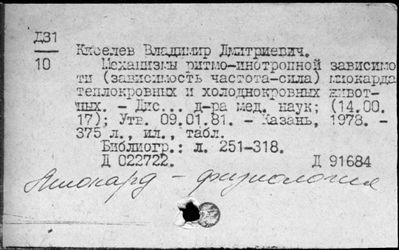 Д31
10
Киселев Владимир Дмитриевич.
Механизмы ритмо-инотропной зависимо
ти (зависимость частота-сила) миокарда
теплокровных и холоднокровных живот-
ных. - Дис... д-ра мед. наук; (14.00.
17); Утв. 09.01.81. - Казань, 1978. -
375 л., ил., табл.
Библиогр.: л. 251-318.
Д 022722. Д 91684
Миокард - физиология